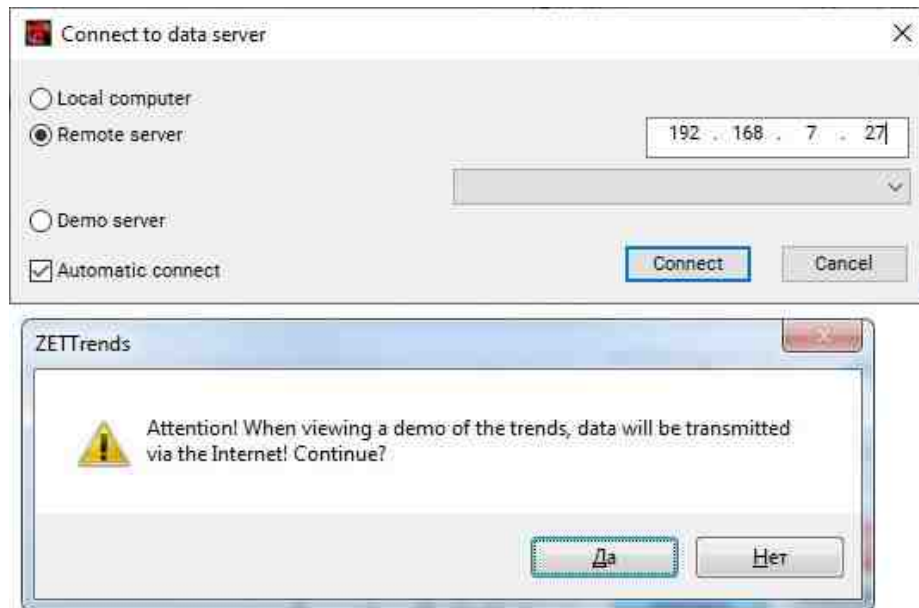 Connect to data server
Local computer
Remote server
192 . 168 . 7 . 27
Demo server
Automatic connect
Connect
Cancel
ZETTrends
Attention! When viewing a demo of the trends, data will be transmitted
via the Internet! Continue?
Да
Нет